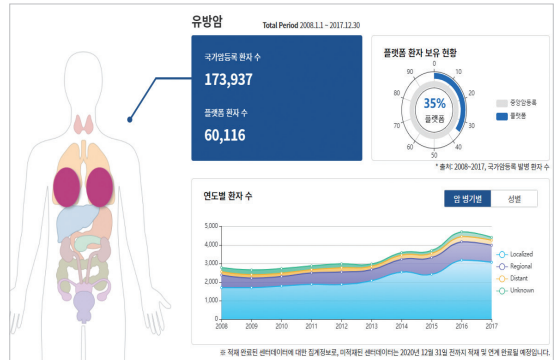 유방암 Total Period 2008.1.1 ~ 2017.12.30
국가암등록 환자 수
173,937
플랫폼 환자 수
60,116
플랫폼 환자 보유 현황
0
10
20
30
40
50
60
70
80
90
35%
플랫폼
중앙암등록
플랫폼
* 출처: 2008~2017, 국가암등록 발병 환자 수
연도별 환자 수
암 병기별 성별
5,000
4,000
3,000
2,000
1,000
0
2008 2009 2010 2011 2012 2013 2014 2015 2016 2017
Localized
Regional
Distant
Unknown
※ 적재 완료된 센터데이터에 대한 집계정보로, 미적재된 센터데이터는 2020년 12월 31일 전까지 적재 및 연계 완료될 예정입니다.